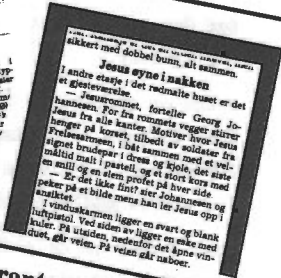 sikkert med dobbel bunn, alt sammen.
Jesus øyne i nakken
I andre etasje i det rødmalte huset er det
et gjesteværelse.
— Jesusrommet, forteller Georg Jo-
hannesen. For fra rommets vegger stirrer
Jesus fra alle kanter. Motiver hvor Jesus
henger på korset, tilbedt av soldater fra
Frelsesarmeen, i båt sammen med et vel-
signet brudepar i dress og kjole, det siste
måltid malt i pastell, og et stort kors med
en snill og en slem profet på hver side.
— Er det ikke fint? sier Johannesen og
peker på et bilde mens han ler Jesus opp i
ansiktet.
I vinduskarmen ligger en svart og blank
luftpistol. Ved siden av ligger en eske med
kuler. På utsiden, nedenfor det åpne vin-
duet, går veien. På veien går naboer.